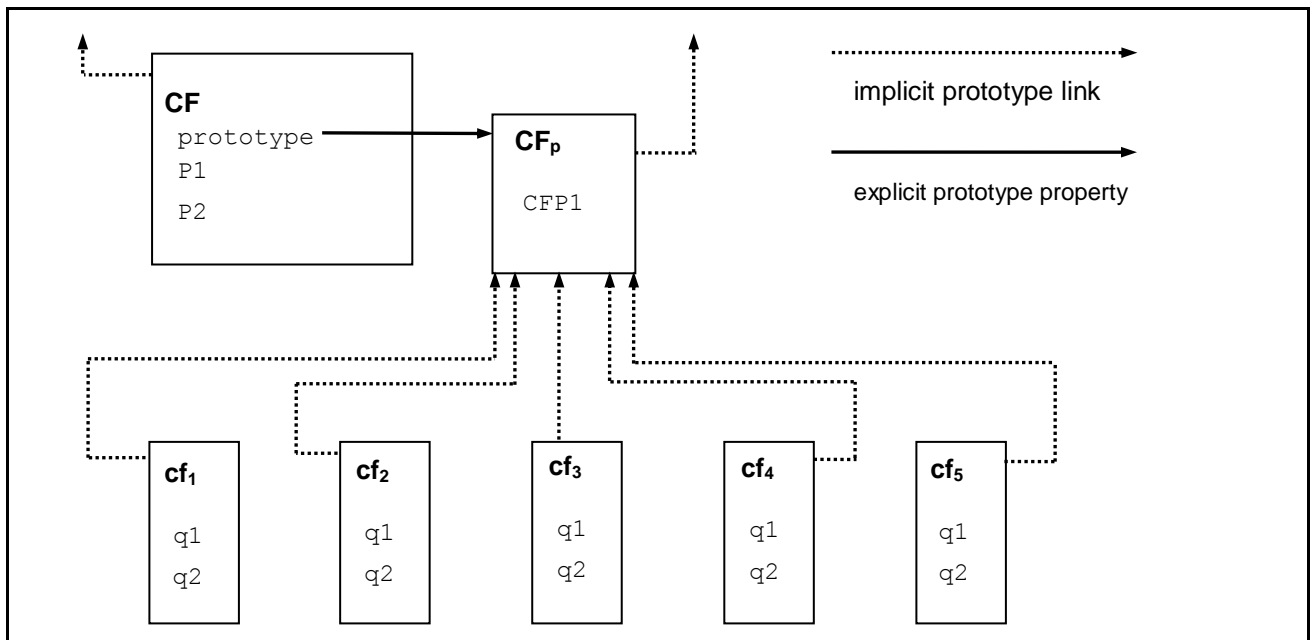 CF
prototype
P1
P2
CFp
CFP1
implicit prototype link
explicit prototype property
cf1
q1
q2
cf2
q1
q2
cf3
q1
q2
cf4
q1
q2
cf5
q1
q2